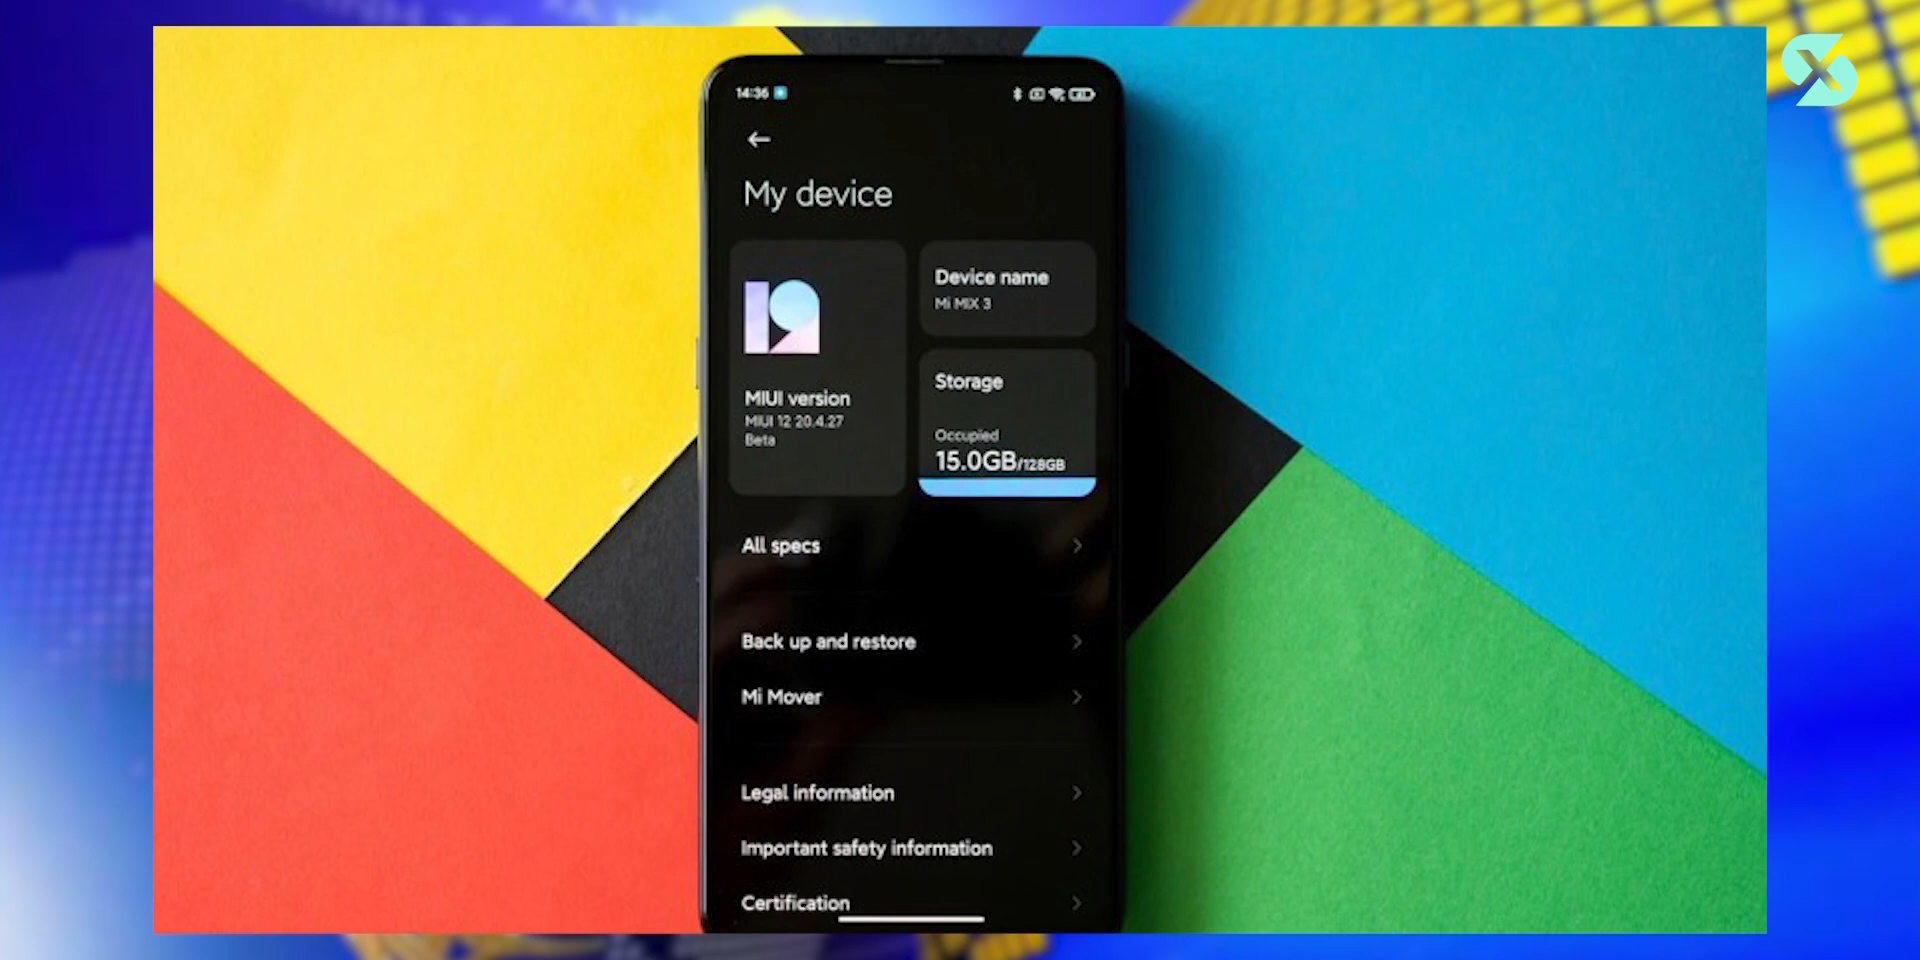 14:36
My device
12
MIUI version
MIUI 12 20.4.27
Beta
Device name
Mi MIX 3
Storage
Occupied
15.0GB/128GB
All specs
Back up and restore
Mi Mover
Legal information
Important safety information
Certification